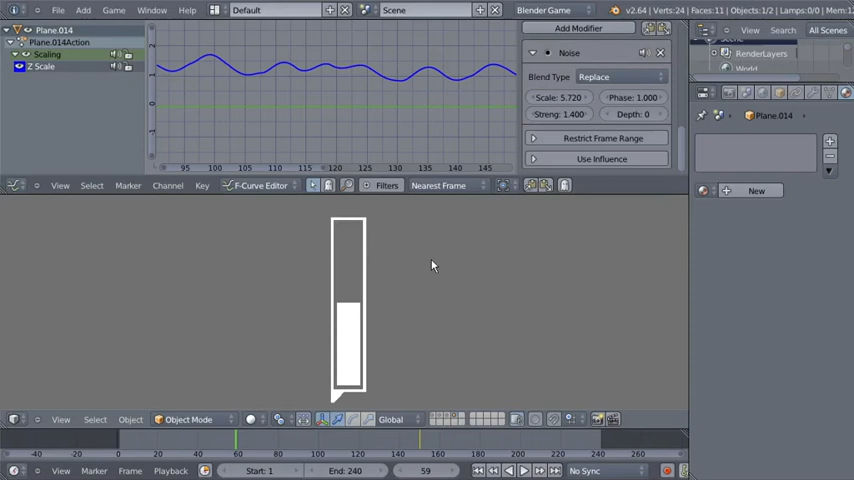 File Add Game Help Default Scene Blender Game v2.64 | Verts:24 | Faces:11 | Objects:1/2 | Lamps:0/0 |
Plane.014
Plane.014Action
Scaling
Z Scale
2
1
0
-1
95 100 105 110 115 120 125 130 135 140 145
Add Modifier
Noise
Blend Type Replace
Scale: 5.720 Phase: 1.000
Streng: 1.400 Depth: 0
Restrict Frame Range
Use Influence
View Search All Scenes
RenderLayers
World
Plane.014
New
View Select Marker Channel Key F-Curve Editor Filters Nearest Frame
View Select Object Object Mode Global
-40 -20 0 20 40 60 80 100 120 140 160 180 200 220 240 260
View Marker Frame Playback Start: 1 End: 240 59 No Sync